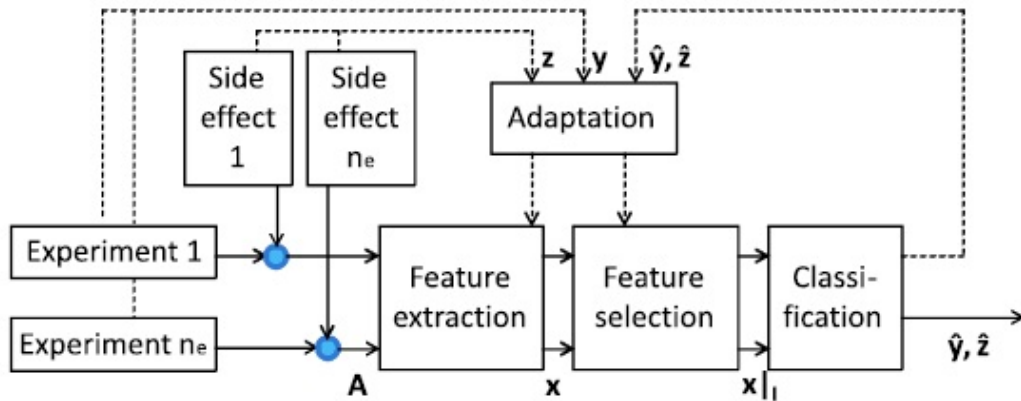 Side
effect
1
Side
effect
nₑ
z
y
ŷ, ẑ
Adaptation
Experiment 1
Experiment nₑ
A
Feature
extraction
x
Feature
selection
x|ₗ
Classi-
fication
ŷ, ẑ